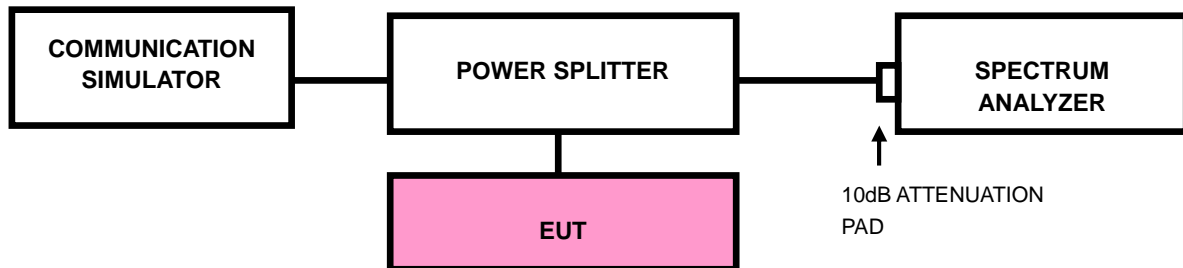 COMMUNICATION
SIMULATOR
POWER SPLITTER
SPECTRUM
ANALYZER
EUT
10dB ATTENUATION
PAD